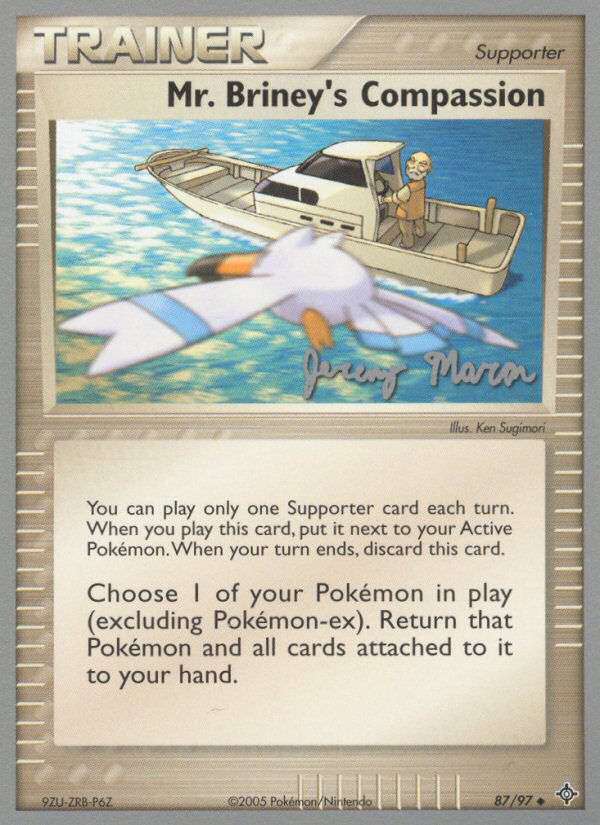 TRAINER
Supporter
Mr. Briney's Compassion
Jeremy Maron
Illus. Ken Sugimori
You can play only one Supporter card each turn.
When you play this card, put it next to your Active
Pokémon. When your turn ends, discard this card.
Choose 1 of your Pokémon in play
(excluding Pokémon-ex). Return that
Pokémon and all cards attached to it
to your hand.
9ZU-ZRB-P6Z
©2005 Pokémon/Nintendo
87/97 ◆